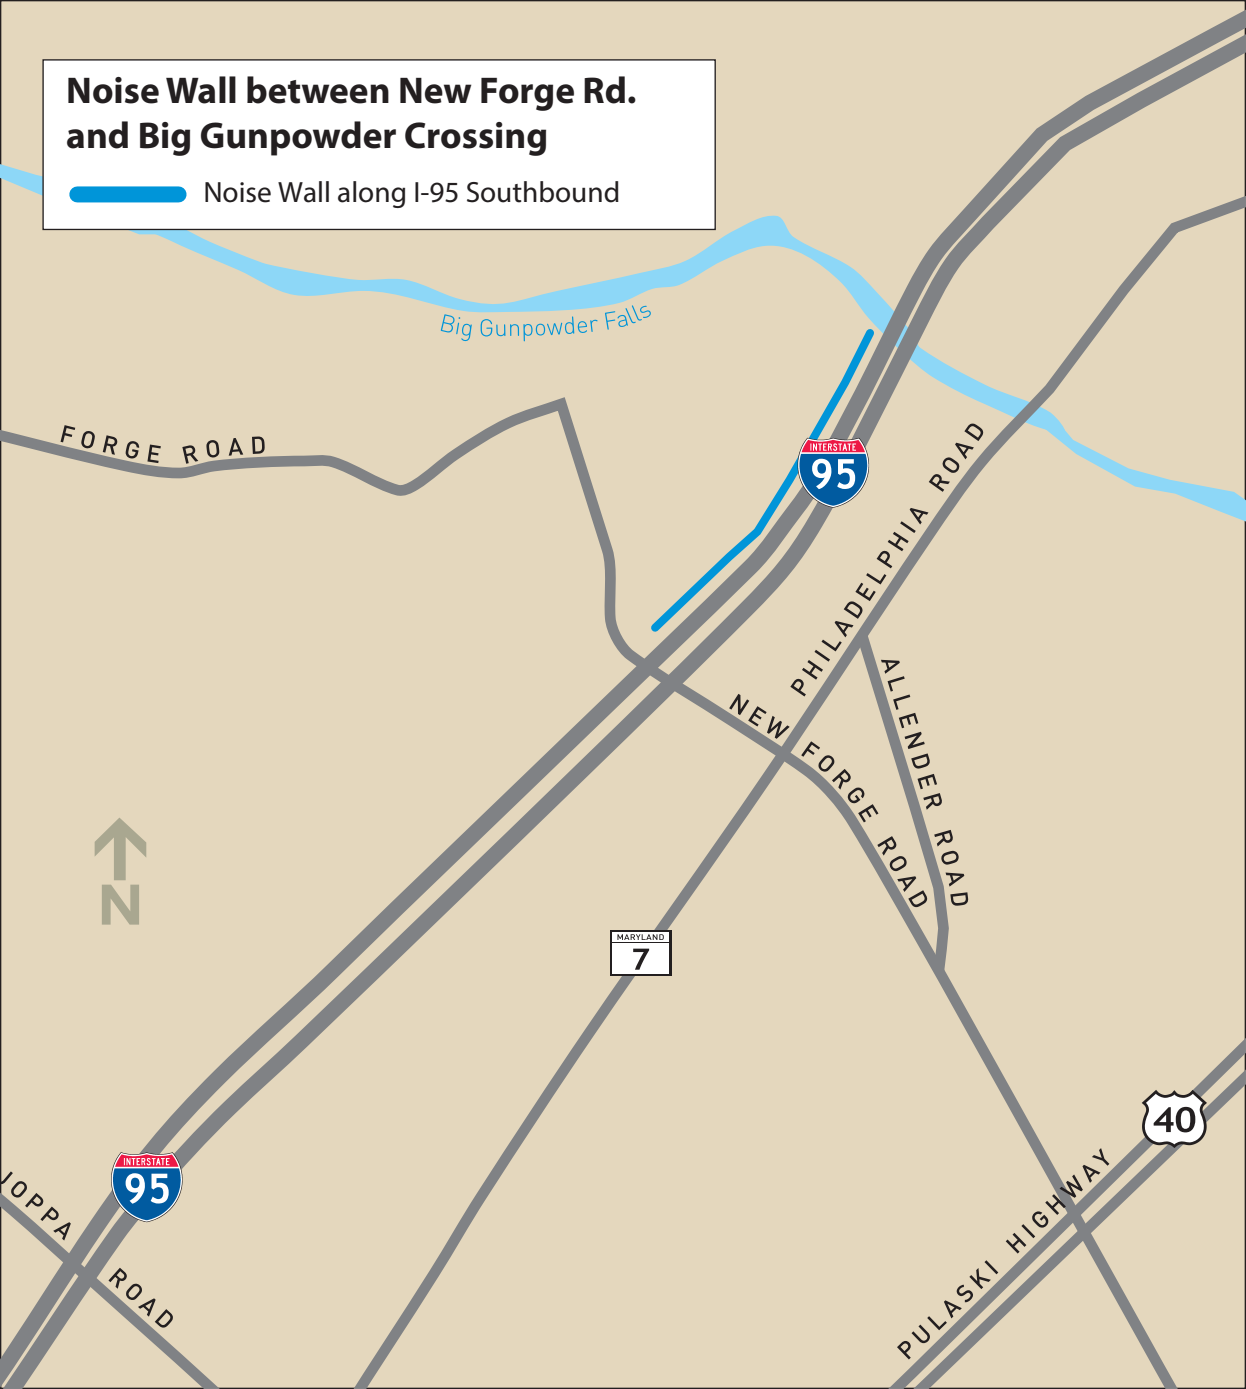 Noise Wall between New Forge Rd.
and Big Gunpowder Crossing
Noise Wall along I-95 Southbound
Big Gunpowder Falls
FORGE ROAD
INTERSTATE
95
PHILADELPHIA ROAD
ALLENDER ROAD
NEW FORGE ROAD
N
MARYLAND
7
40
PULASKI HIGHWAY
INTERSTATE
95
JOPPA ROAD